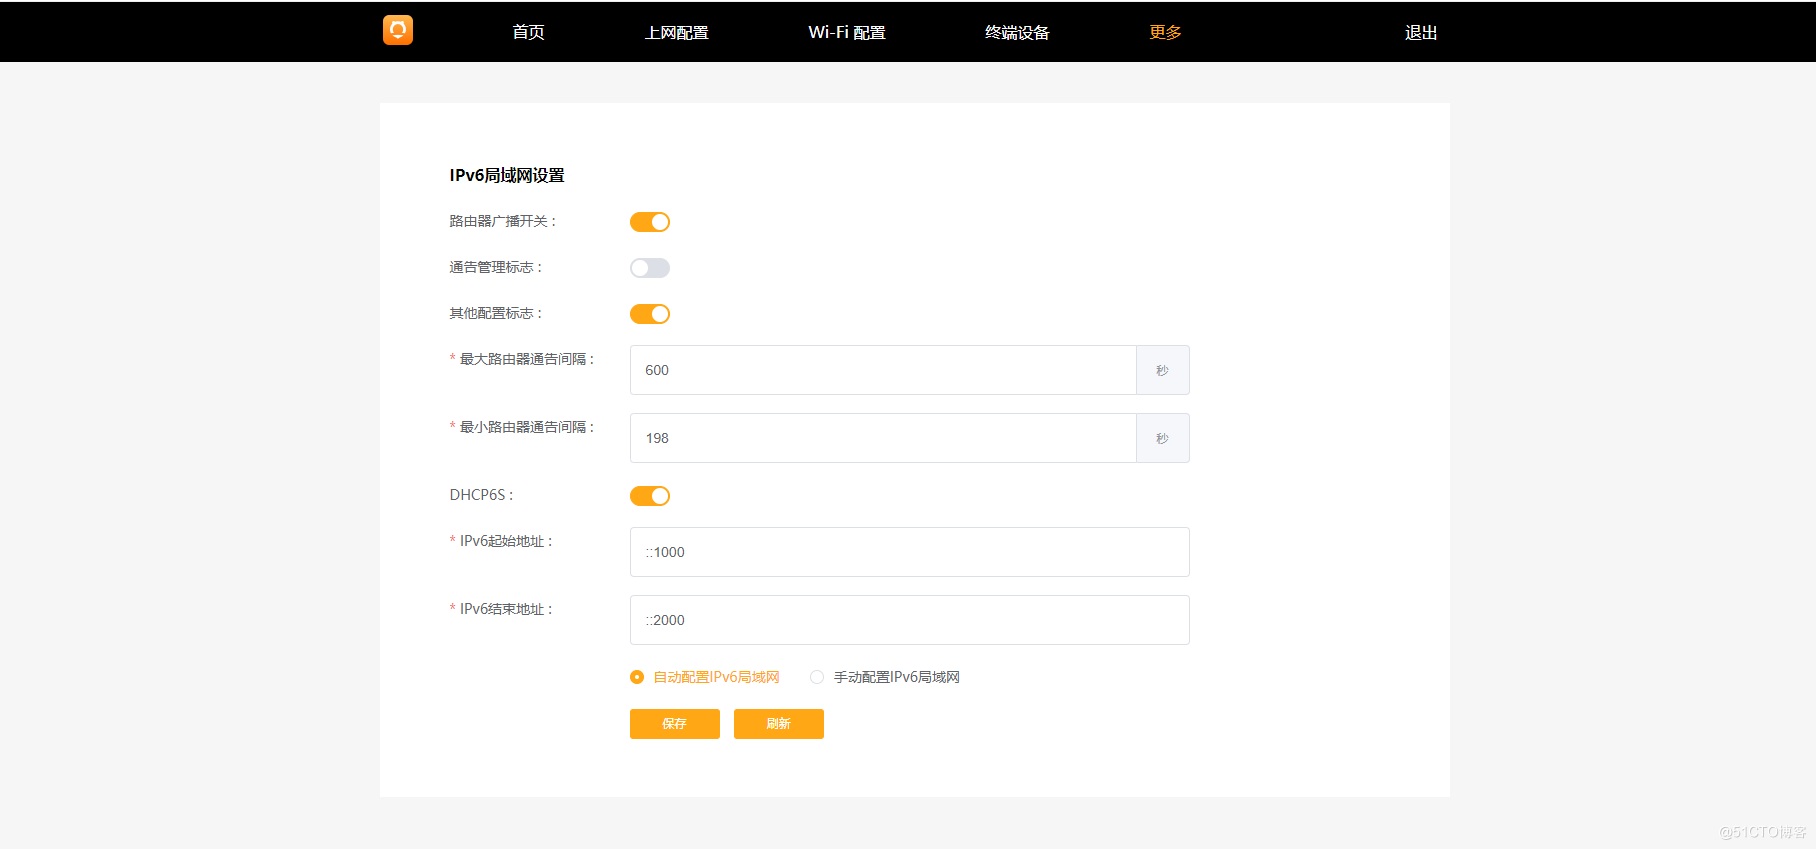 首页 上网配置 Wi-Fi 配置 终端设备 更多 退出
IPv6局域网设置
路由器广播开关：
通告管理标志：
其他配置标志：
* 最大路由器通告间隔： 600 秒
* 最小路由器通告间隔： 198 秒
DHCP6S：
* IPv6起始地址： ::1000
* IPv6结束地址： ::2000
自动配置IPv6局域网 手动配置IPv6局域网
保存 刷新
@51CTO博客